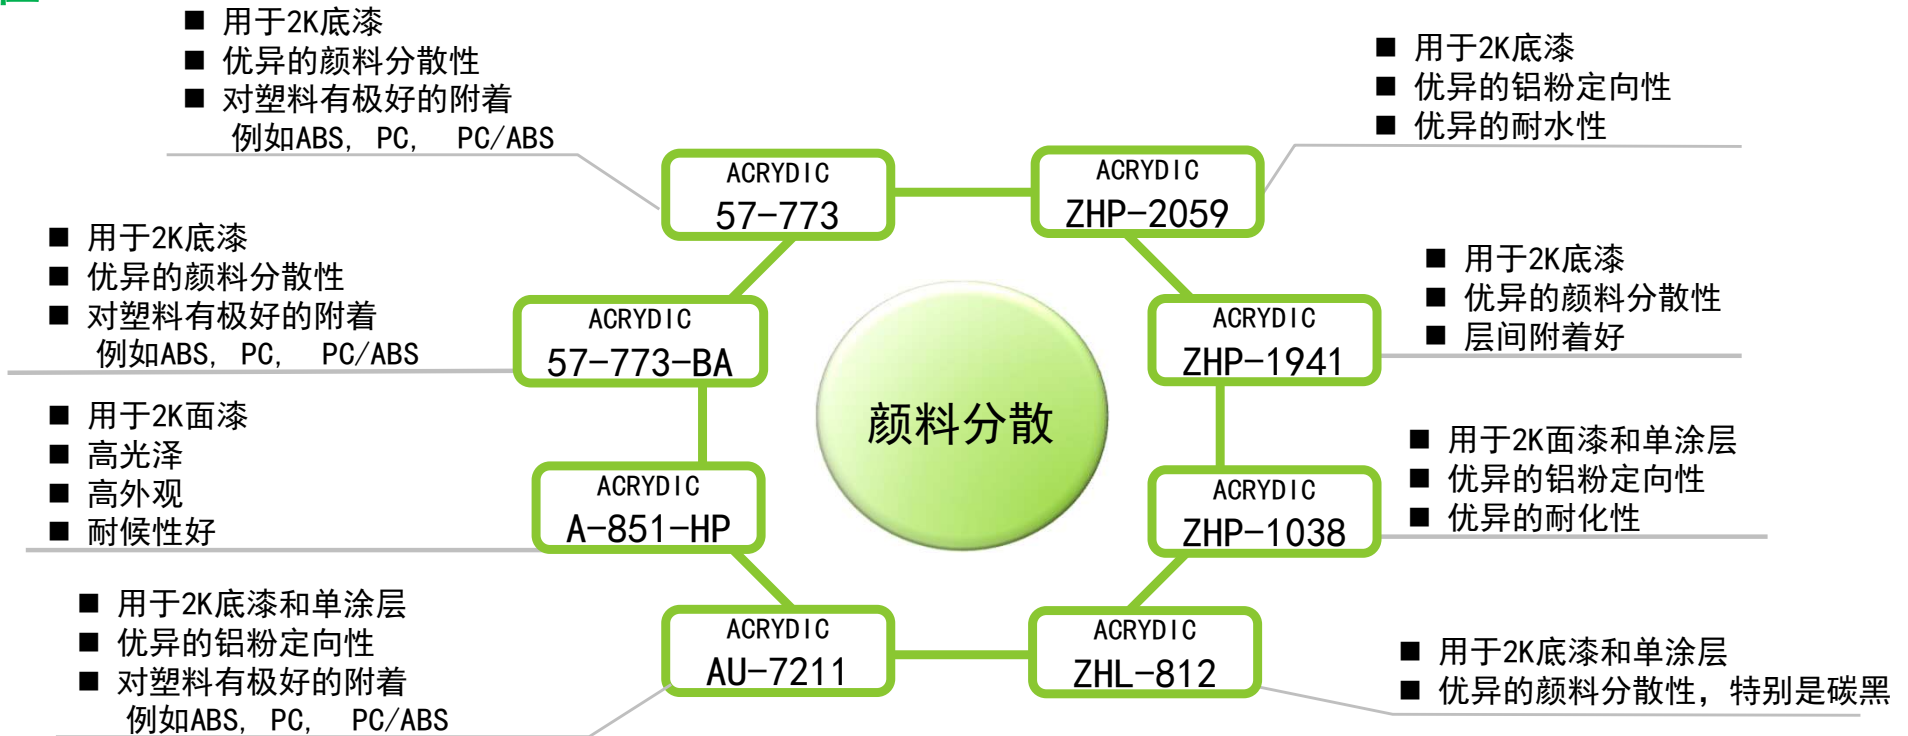 ■ 用于2K底漆
■ 优异的颜料分散性
■ 对塑料有极好的附着
例如ABS, PC, PC/ABS
■ 用于2K底漆
■ 优异的铝粉定向性
■ 优异的耐水性
ACRYDIC
57-773
ACRYDIC
ZHP-2059
■ 用于2K底漆
■ 优异的颜料分散性
■ 对塑料有极好的附着
例如ABS, PC, PC/ABS
ACRYDIC
57-773-BA
ACRYDIC
ZHP-1941
■ 用于2K底漆
■ 优异的颜料分散性
■ 层间附着好
颜料分散
■ 用于2K面漆
■ 高光泽
■ 高外观
■ 耐候性好
ACRYDIC
A-851-HP
ACRYDIC
ZHP-1038
■ 用于2K面漆和单涂层
■ 优异的铝粉定向性
■ 优异的耐化性
■ 用于2K底漆和单涂层
■ 优异的铝粉定向性
■ 对塑料有极好的附着
例如ABS, PC, PC/ABS
ACRYDIC
AU-7211
ACRYDIC
ZHL-812
■ 用于2K底漆和单涂层
■ 优异的颜料分散性，特别是碳黑